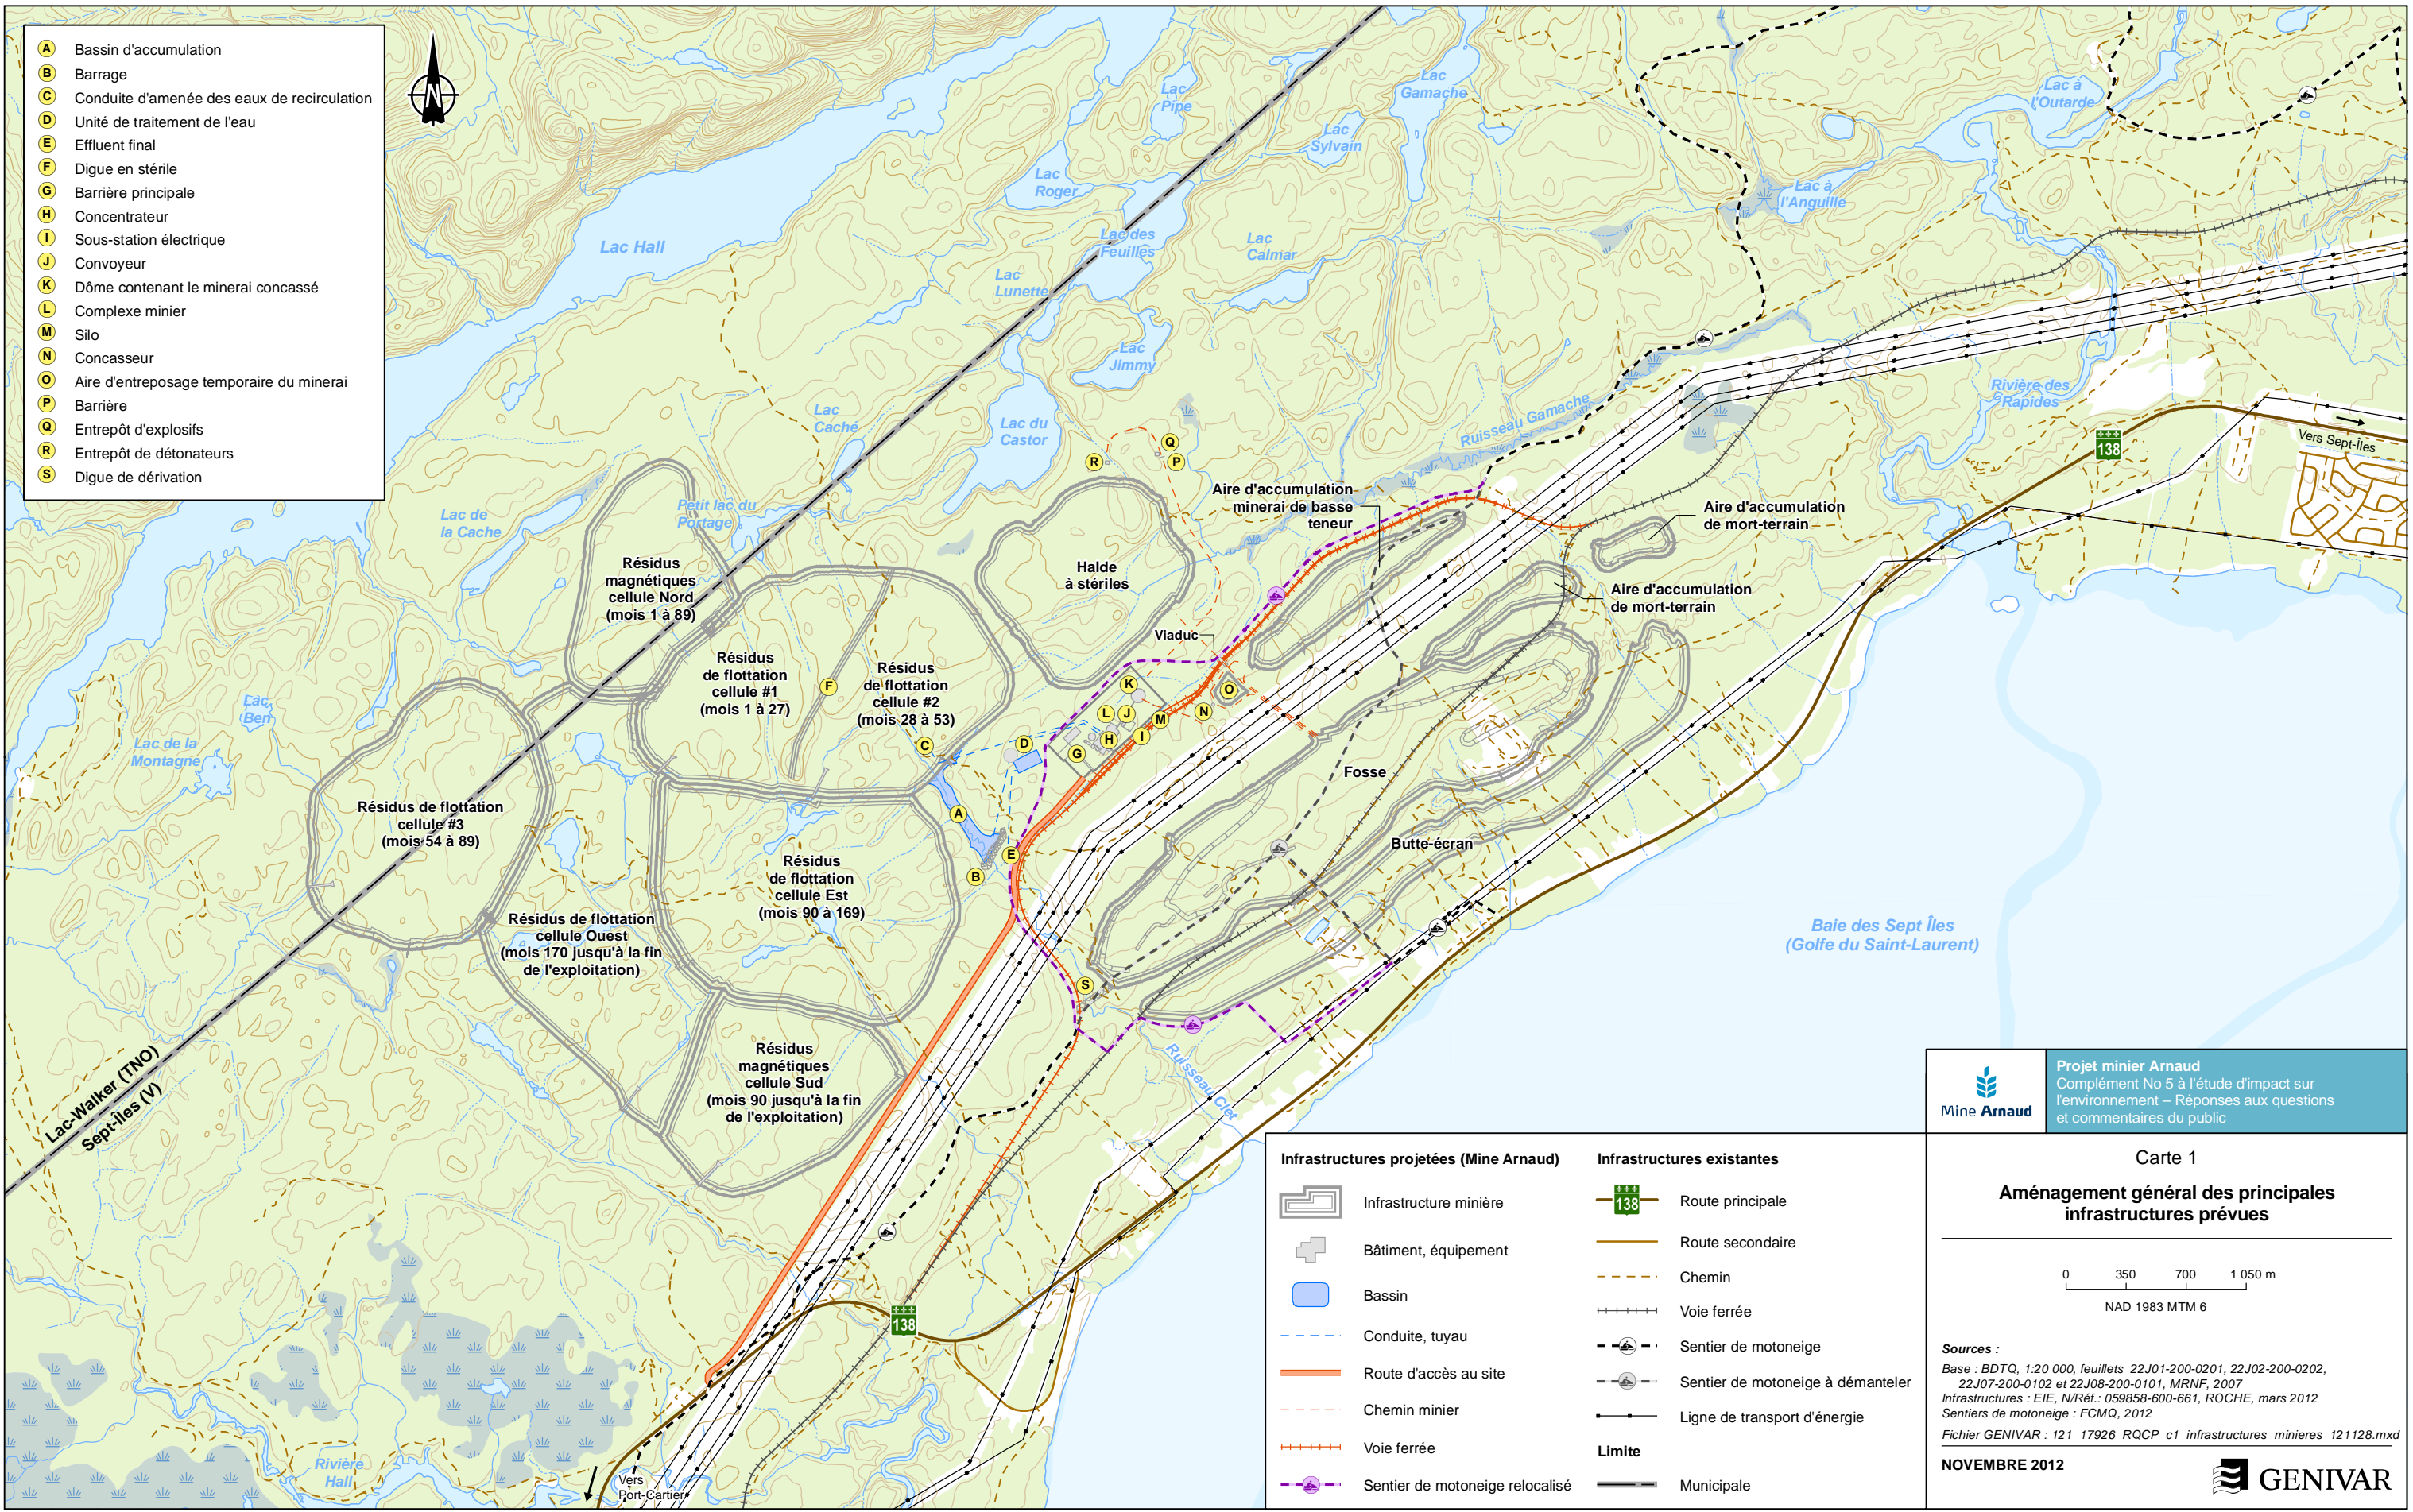 A Bassin d'accumulation
B Barrage
C Conduite d'amenée des eaux de recirculation
D Unité de traitement de l'eau
E Effluent final
F Digue en stérile
G Barrière principale
H Concentrateur
I Sous-station électrique
J Convoyeur
K Dôme contenant le minerai concassé
L Complexe minier
M Silo
N Concasseur
O Aire d'entreposage temporaire du minerai
P Barrière
Q Entrepôt d'explosifs
R Entrepôt de détonateurs
S Digue de dérivation
N
Lac
Pipe
Lac
Gamache
Lac à
l'Outarde
Lac
Sylvain
Lac
Roger
Lac à
l'Anguille
Lac Hall
Lac des
Feuilles
Lac
Calmar
Lac
Lunette
Lac
Jimmy
Rivière des
Rapides
Lac
Caché
Lac du
Castor
Ruisseau Gamache
138
Vers Sept-Îles
Q
R
P
Lac de
la Cache
Petit lac du
Portage
Aire d'accumulation
minerai de basse
teneur
Aire d'accumulation
de mort-terrain
Résidus
magnétiques
cellule Nord
(mois 1 à 89)
Halde
à stériles
Aire d'accumulation
de mort-terrain
Viaduc
Résidus
de flottation
cellule #1
(mois 1 à 27)
F
Résidus
de flottation
cellule #2
(mois 28 à 53)
K
O
L
J
M
N
I
H
G
C
D
Lac
Ben
Lac de la
Montagne
Fosse
Résidus de flottation
cellule #3
(mois 54 à 89)
A
Butte-écran
E
B
Résidus
de flottation
cellule Est
(mois 90 à 169)
Résidus de flottation
cellule Ouest
(mois 170 jusqu'à la fin
de l'exploitation)
Baie des Sept Îles
(Golfe du Saint-Laurent)
S
Résidus
magnétiques
cellule Sud
(mois 90 jusqu'à la fin
de l'exploitation)
Ruisseau Clet
Lac-Walker (TNO)
Sept-Îles (V)
138
Rivière
Hall
Vers
Port-Cartier
Infrastructures projetées (Mine Arnaud)
Infrastructure minière
Bâtiment, équipement
Bassin
Conduite, tuyau
Route d'accès au site
Chemin minier
Voie ferrée
Sentier de motoneige relocalisé
Infrastructures existantes
138 Route principale
Route secondaire
Chemin
Voie ferrée
Sentier de motoneige
Sentier de motoneige à démanteler
Ligne de transport d'énergie
Limite
Municipale
Mine Arnaud
Projet minier Arnaud
Complément No 5 à l'étude d'impact sur
l'environnement – Réponses aux questions
et commentaires du public
Carte 1
Aménagement général des principales
infrastructures prévues
0 350 700 1 050 m
NAD 1983 MTM 6
Sources :
Base : BDTQ, 1:20 000, feuillets 22J01-200-0201, 22J02-200-0202,
22J07-200-0102 et 22J08-200-0101, MRNF, 2007
Infrastructures : EIE, N/Réf.: 059858-600-661, ROCHE, mars 2012
Sentiers de motoneige : FCMQ, 2012
Fichier GENIVAR : 121_17926_RQCP_c1_infrastructures_minieres_121128.mxd
NOVEMBRE 2012
GENIVAR